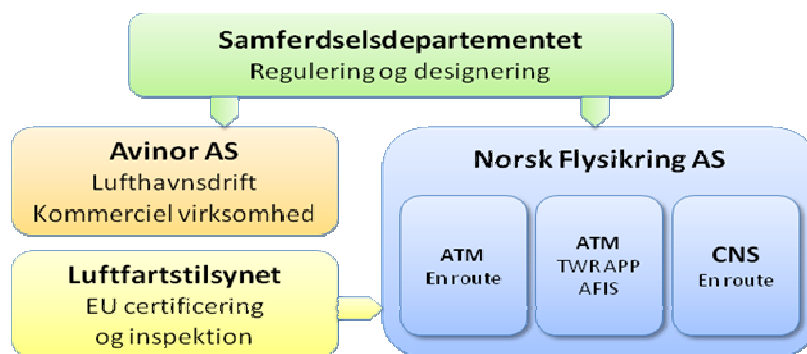 Samferdselsdepartementet
Regulering og designering
Avinor AS
Lufthavnsdrift
Kommerciel virksomhed
Norsk Flysikring AS
ATM
En route
ATM
TWR APP
AFIS
CNS
En route
Luftfartstilsynet
EU certificering
og inspektion